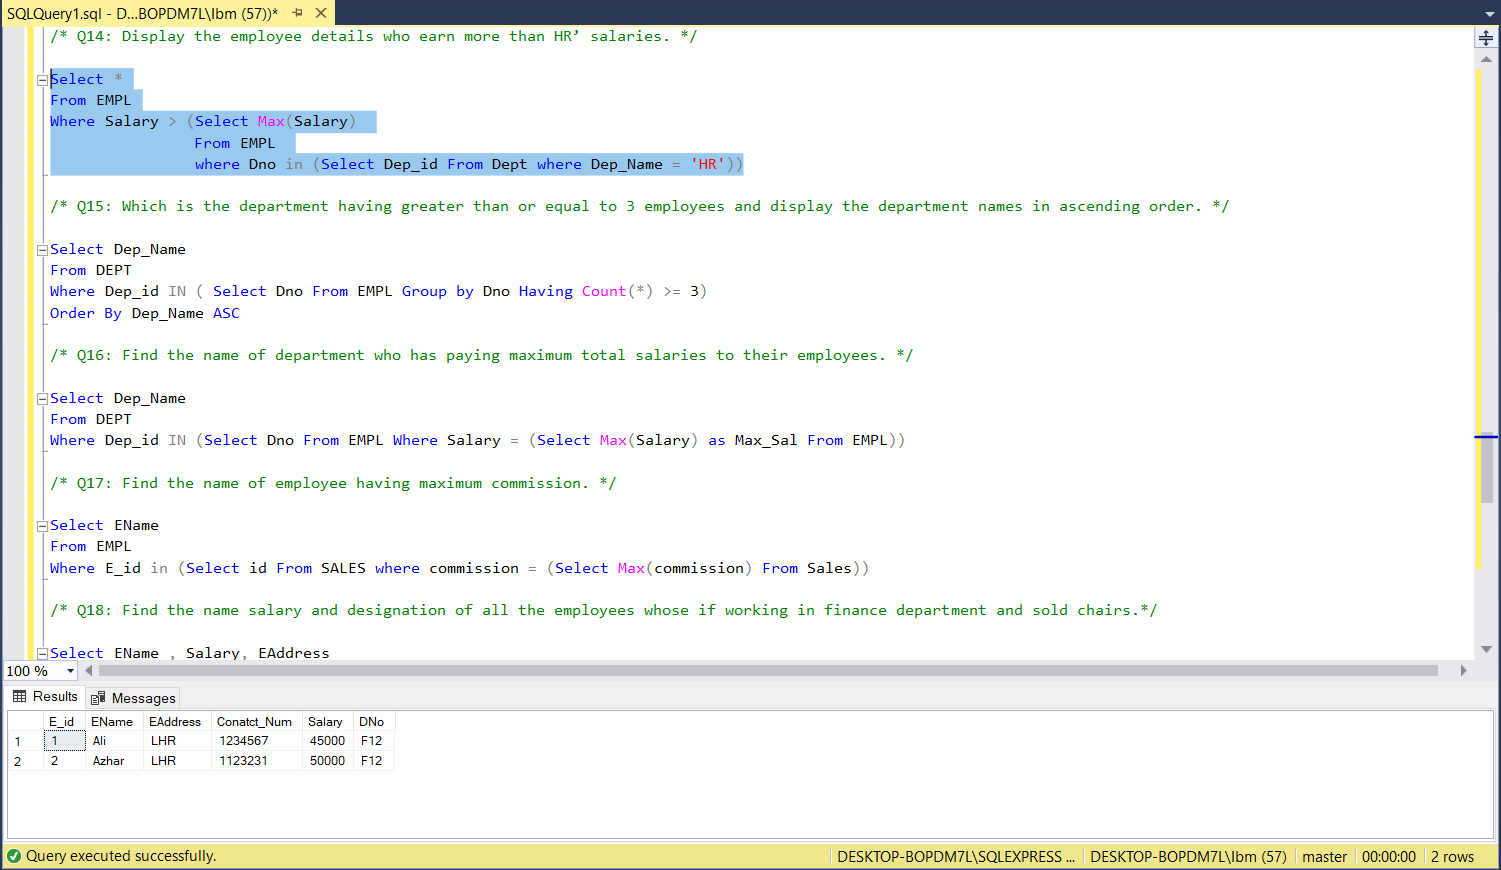 SQLQuery1.sql - D...BOPDM7L\Ibm (57))*
/* Q14: Display the employee details who earn more than HR’ salaries. */
Select *
From EMPL
Where Salary > (Select Max(Salary)
From EMPL
where Dno in (Select Dep_id From Dept where Dep_Name = 'HR'))
/* Q15: Which is the department having greater than or equal to 3 employees and display the department names in ascending order. */
Select Dep_Name
From DEPT
Where Dep_id IN ( Select Dno From EMPL Group by Dno Having Count(*) >= 3)
Order By Dep_Name ASC
/* Q16: Find the name of department who has paying maximum total salaries to their employees. */
Select Dep_Name
From DEPT
Where Dep_id IN (Select Dno From EMPL Where Salary = (Select Max(Salary) as Max_Sal From EMPL))
/* Q17: Find the name of employee having maximum commission. */
Select EName
From EMPL
Where E_id in (Select id From SALES where commission = (Select Max(commission) From Sales))
/* Q18: Find the name salary and designation of all the employees whose if working in finance department and sold chairs.*/
Select EName , Salary, EAddress
100 %
Results Messages
E_id EName EAddress Conatct_Num Salary DNo
1 1 Ali LHR 1234567 45000 F12
2 2 Azhar LHR 1123231 50000 F12
Query executed successfully. DESKTOP-BOPDM7L\SQLEXPRESS ... DESKTOP-BOPDM7L\Ibm (57) master 00:00:00 2 rows